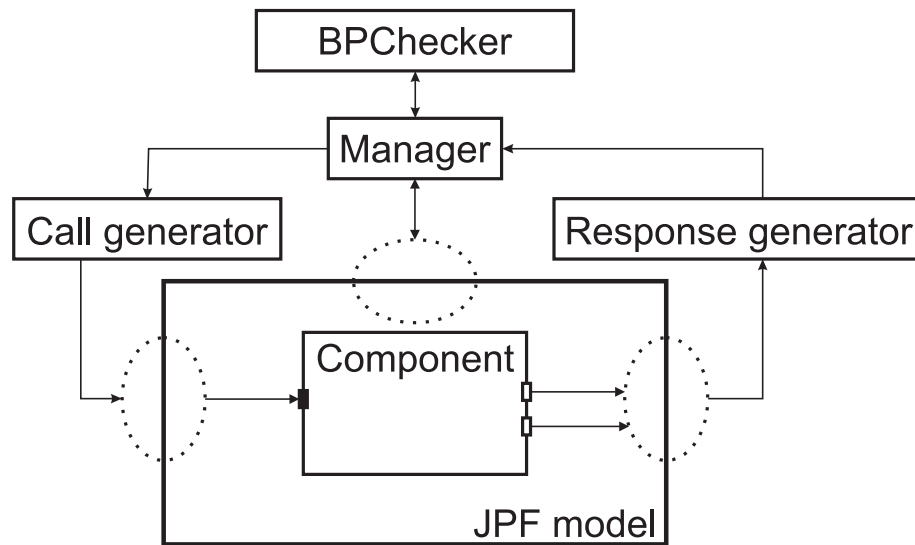 BPChecker
Manager
Call generator
Response generator
Component
JPF model